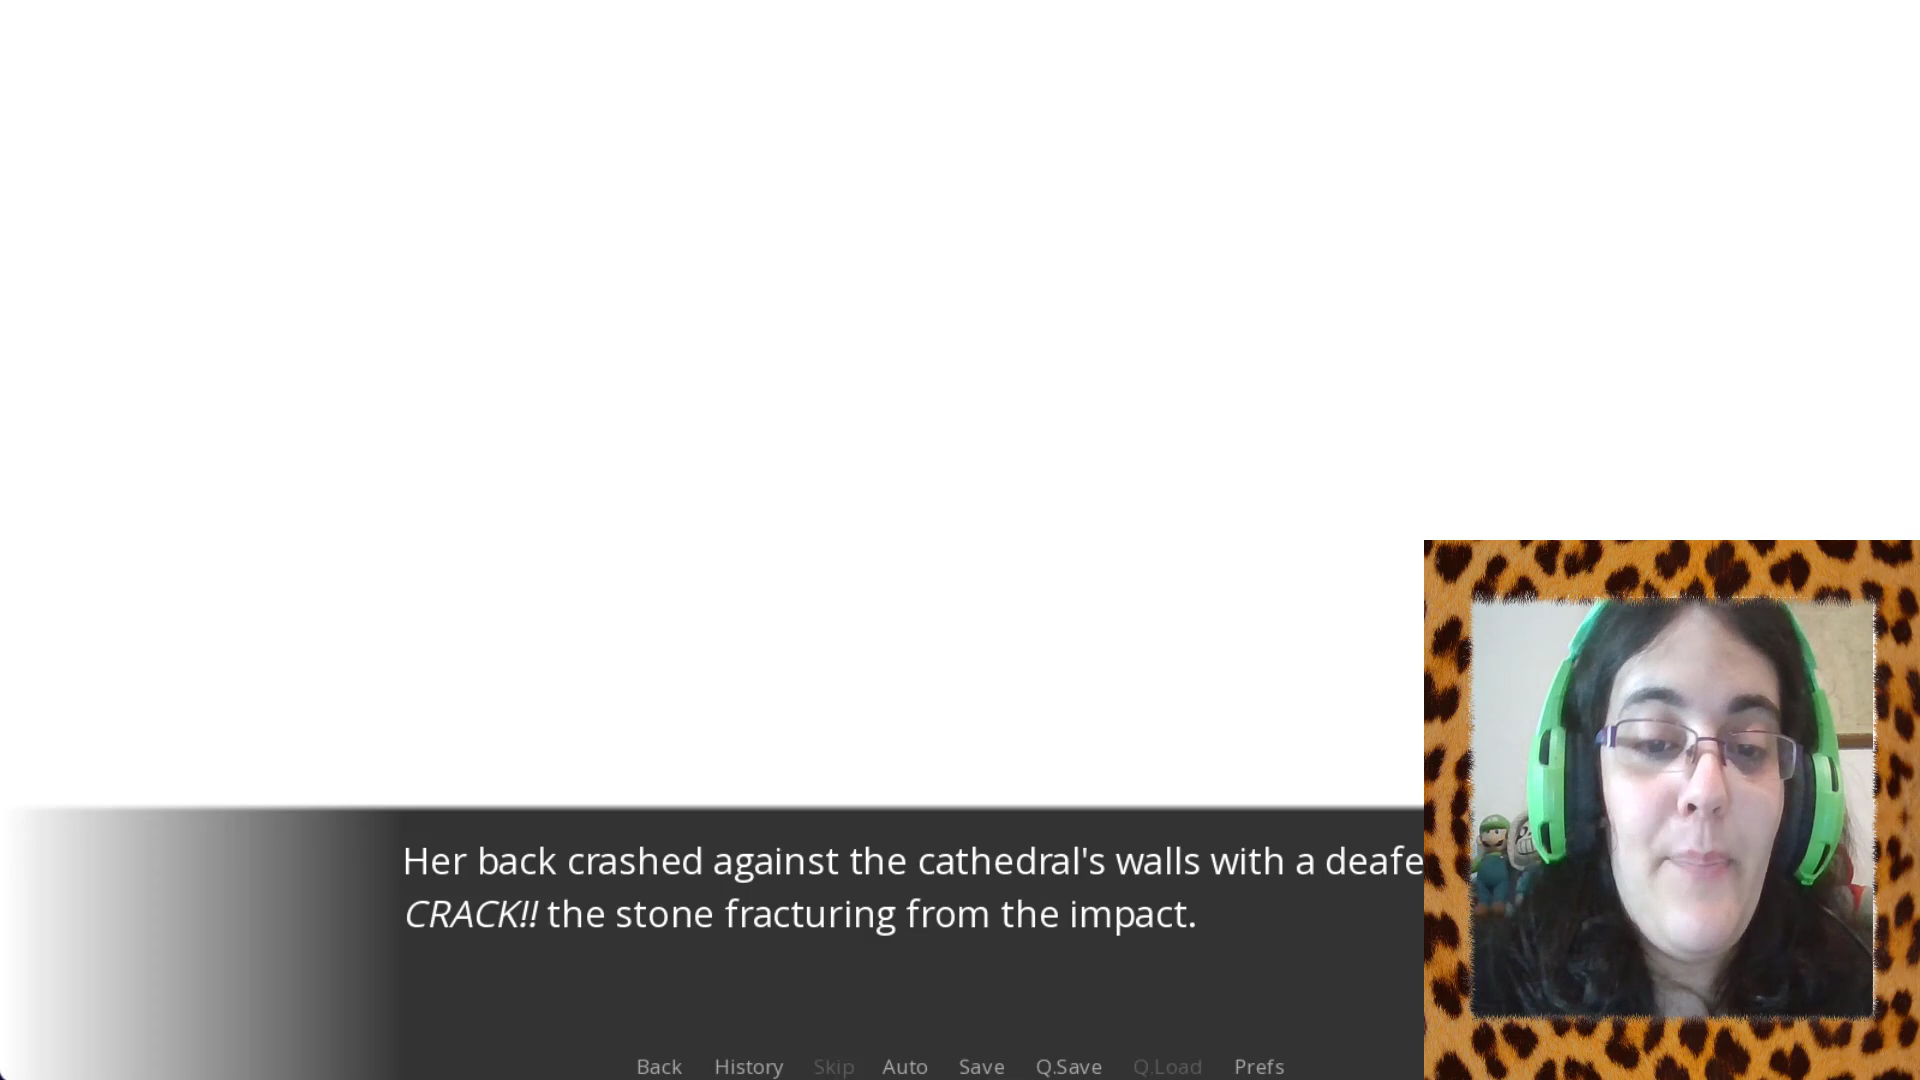 Her back crashed against the cathedral's walls with a deafe
CRACK!! the stone fracturing from the impact.
Back History Skip Auto Save Q.Save Q.Load Prefs